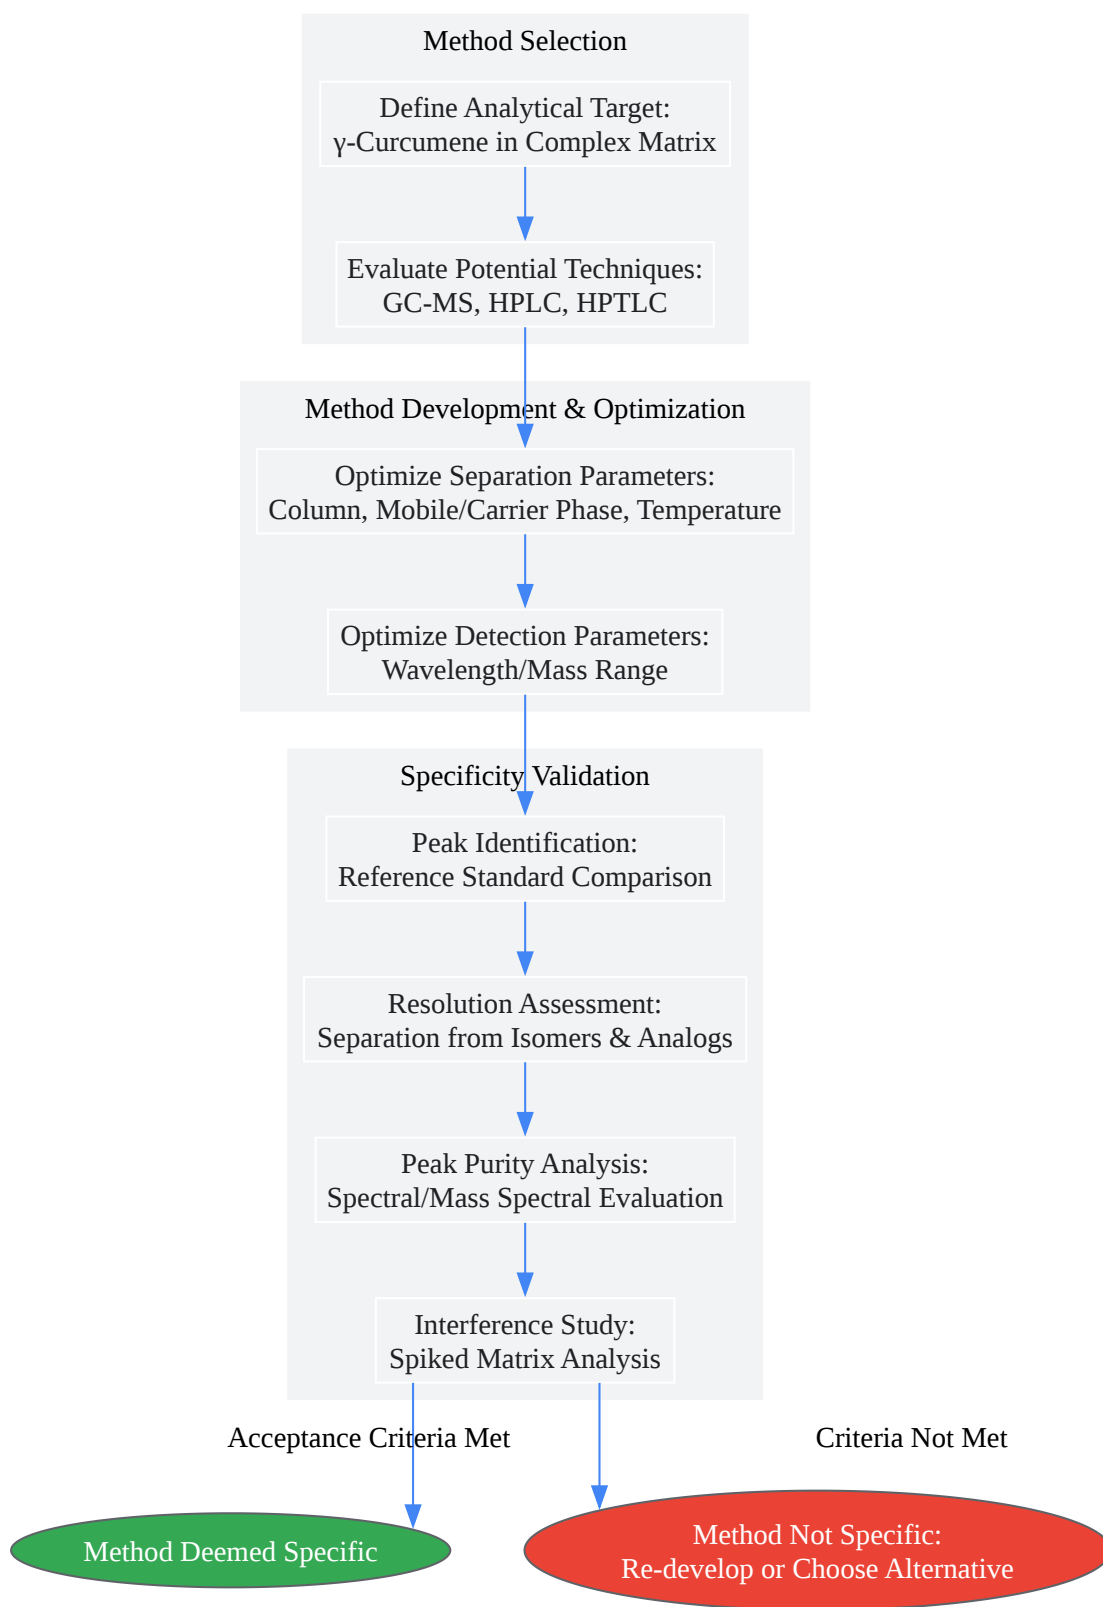 Method Selection
Define Analytical Target:
γ-Curcumene in Complex Matrix
Evaluate Potential Techniques:
GC-MS, HPLC, HPTLC
Method Development & Optimization
Optimize Separation Parameters:
Column, Mobile/Carrier Phase, Temperature
Optimize Detection Parameters:
Wavelength/Mass Range
Specificity Validation
Peak Identification:
Reference Standard Comparison
Resolution Assessment:
Separation from Isomers & Analogs
Peak Purity Analysis:
Spectral/Mass Spectral Evaluation
Interference Study:
Spiked Matrix Analysis
Acceptance Criteria Met
Criteria Not Met
Method Deemed Specific
Method Not Specific:
Re-develop or Choose Alternative